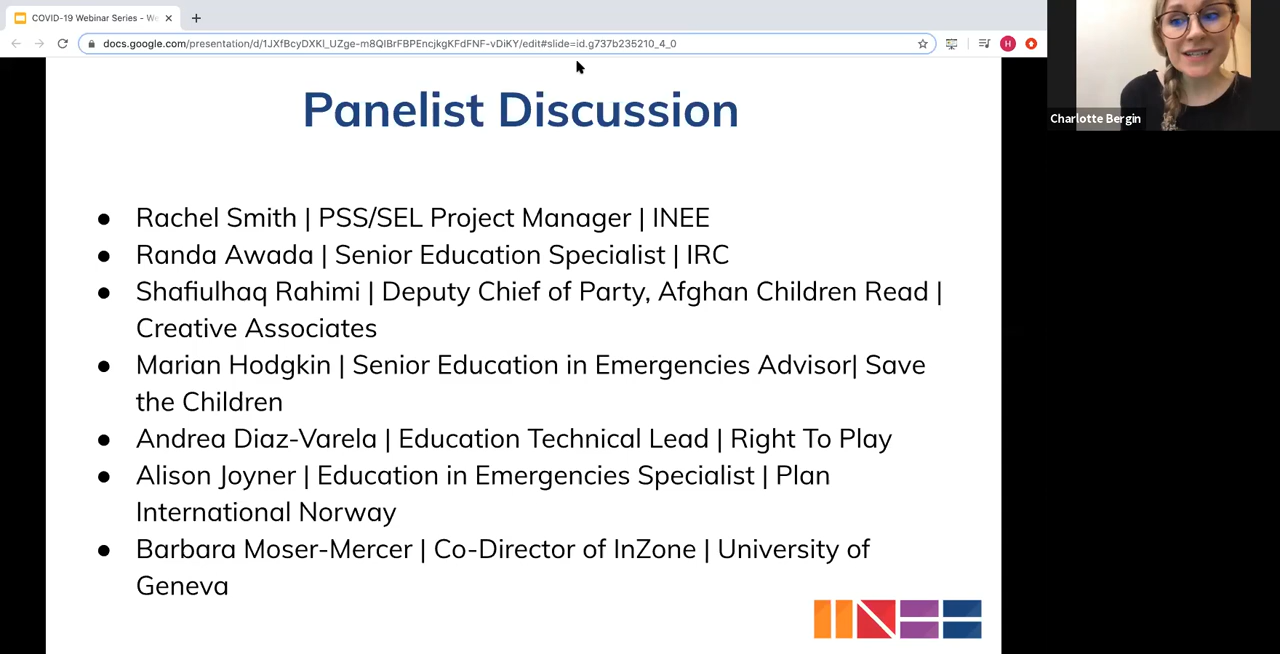 COVID-19 Webinar Series - We
docs.google.com/presentation/d/1JXfBcyDXKI_UZge-m8QIBrFBPEncjkgKFdFNF-vDiKY/edit#slide=id.g737b235210_4_0
H
Charlotte Bergin
Panelist Discussion
● Rachel Smith | PSS/SEL Project Manager | INEE
● Randa Awada | Senior Education Specialist | IRC
● Shafiulhaq Rahimi | Deputy Chief of Party, Afghan Children Read |
Creative Associates
● Marian Hodgkin | Senior Education in Emergencies Advisor| Save
the Children
● Andrea Diaz-Varela | Education Technical Lead | Right To Play
● Alison Joyner | Education in Emergencies Specialist | Plan
International Norway
● Barbara Moser-Mercer | Co-Director of InZone | University of
Geneva
INEE